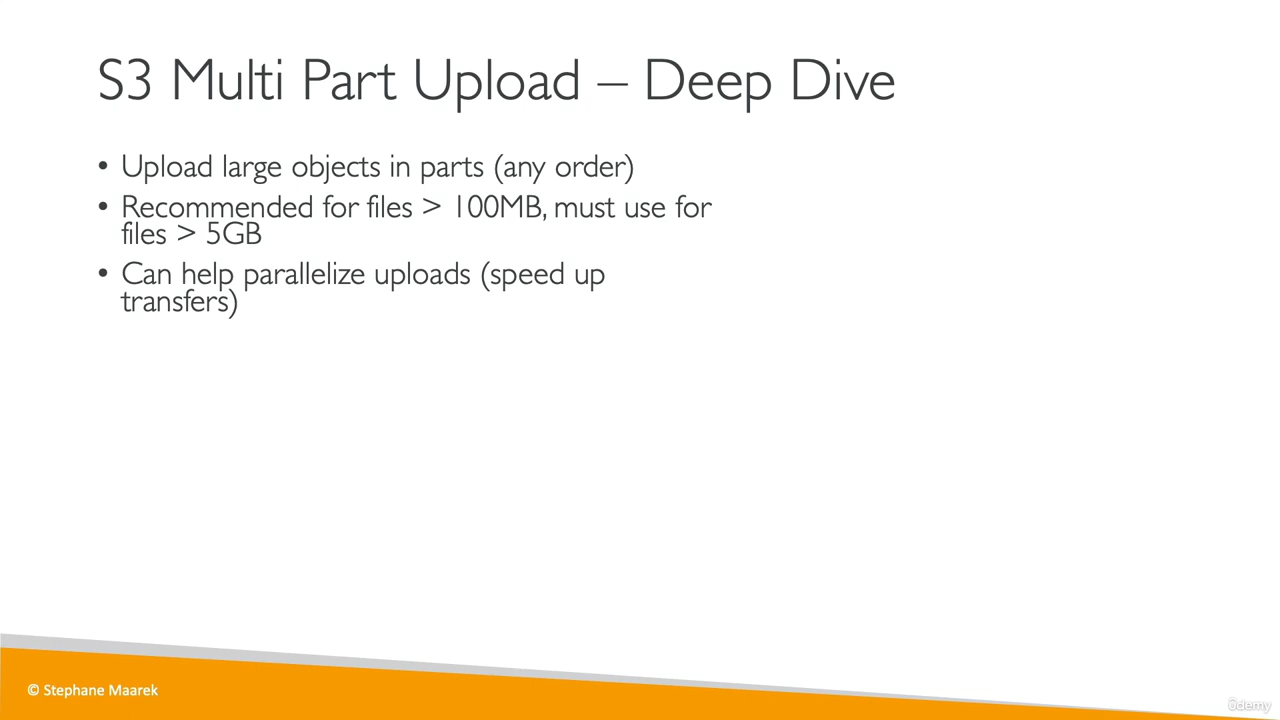 S3 Multi Part Upload – Deep Dive
• Upload large objects in parts (any order)
• Recommended for files > 100MB, must use for
files > 5GB
• Can help parallelize uploads (speed up
transfers)
© Stephane Maarek
ûdemy